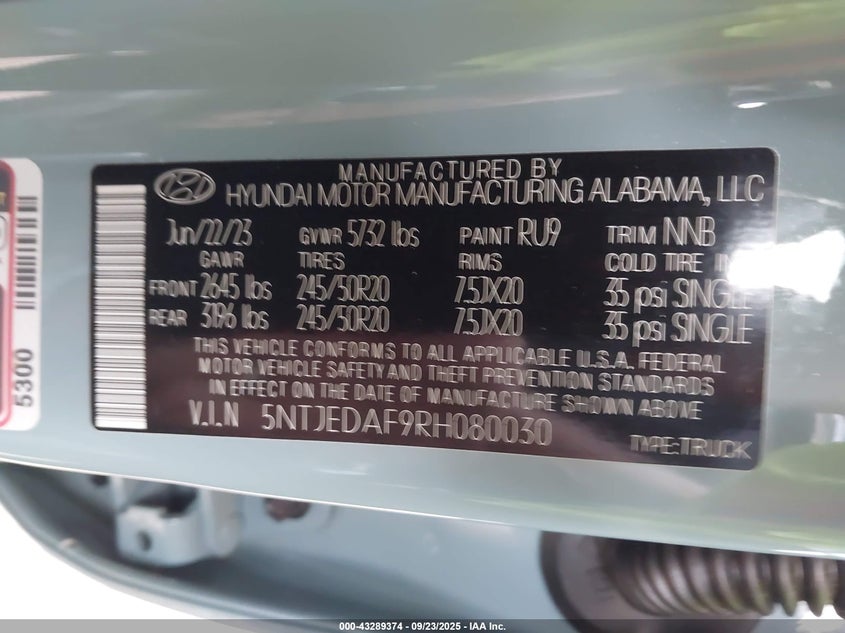 MANUFACTURED BY
HYUNDAI MOTOR MANUFACTURING ALABAMA, LLC
Jun/22/23 GVWR 5732 lbs PAINT RU9 TRIM NNB
GAWR TIRES RIMS COLD TIRE IN
FRONT 2645 lbs 245/50R20 7.5JX20 35 psi SINGLE
REAR 3196 lbs 245/50R20 7.5JX20 35 psi SINGLE
THIS VEHICLE CONFORMS TO ALL APPLICABLE U.S.A. FEDERAL
MOTOR VEHICLE SAFETY AND THEFT PREVENTION STANDARDS
IN EFFECT ON THE DATE OF MANUFACTURE SHOWN ABOVE
V.I.N 5NTJEDAF9RH080030
TYPE:TRUCK
5300
000-43289374 - 09/23/2025 - IAA Inc.